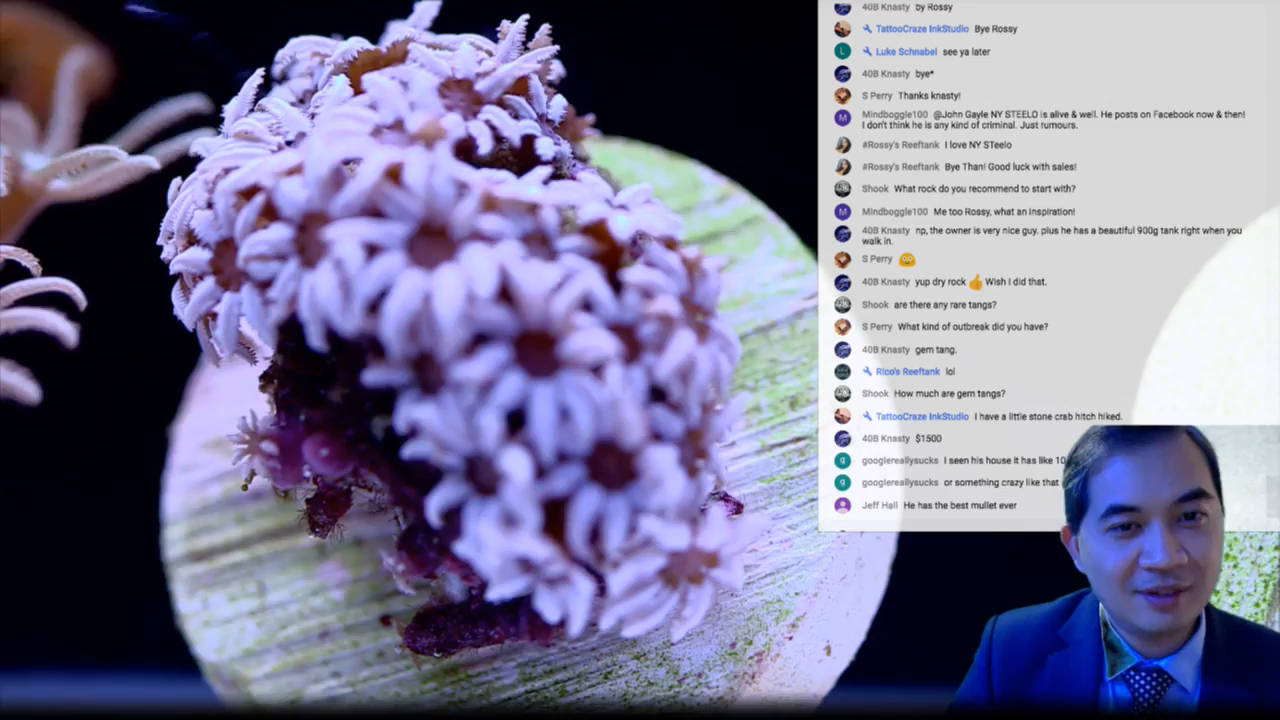 40B Knasty by Rossy
TattooCraze InkStudio Bye Rossy
L Luke Schnabel see ya later
40B Knasty bye*
S Perry Thanks knasty!
M Mindboggle100 @John Gayle NY STEELO is alive & well. He posts on Facebook now & then!
I don't think he is any kind of criminal. Just rumours.
#Rossy's Reeftank I love NY STeelo
#Rossy's Reeftank Bye Than! Good luck with sales!
Shook What rock do you recommend to start with?
M Mindboggle100 Me too Rossy, what an inspiration!
40B Knasty np, the owner is very nice guy. plus he has a beautiful 900g tank right when you
walk in.
S Perry
40B Knasty yup dry rock 👍 Wish I did that.
Shook are there any rare tangs?
S Perry What kind of outbreak did you have?
40B Knasty gem tang.
Rico's Reeftank lol
Shook How much are gem tangs?
TattooCraze InkStudio I have a little stone crab hitch hiked.
40B Knasty $1500
g googlereallysucks I seen his house it has like 10
g googlereallysucks or something crazy like that
Jeff Hall He has the best mullet ever